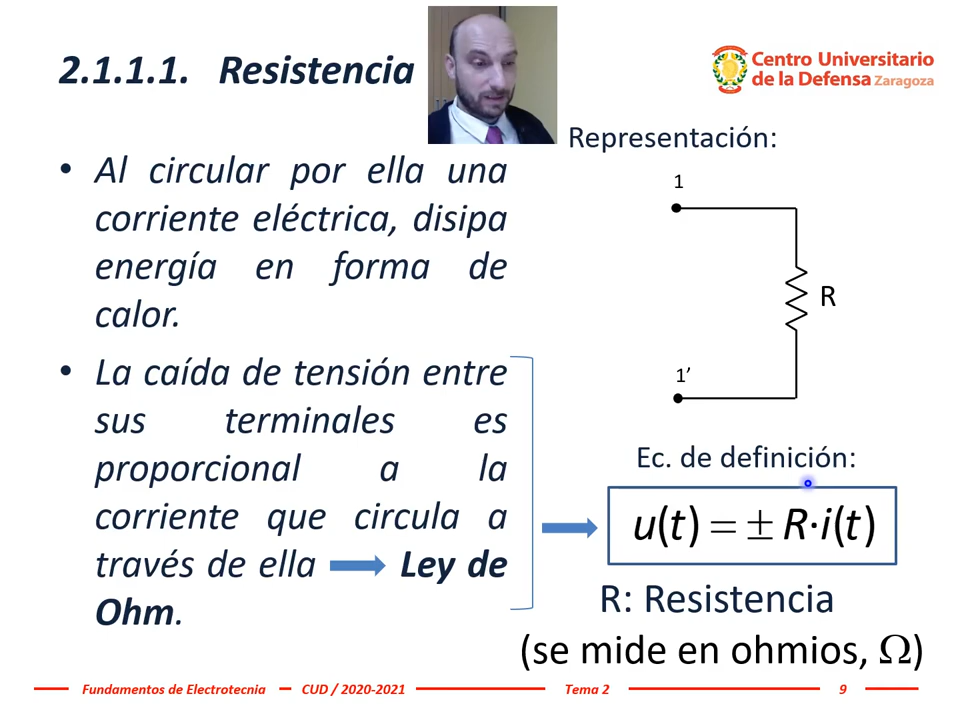 2.1.1.1. Resistencia
Centro Universitario
de la Defensa Zaragoza
• Al circular por ella una
corriente eléctrica, disipa
energía en forma de
calor.
• La caída de tensión entre
sus terminales es
proporcional a la
corriente que circula a
través de ella → Ley de
Ohm.
Representación:
1
R
1’
Ec. de definición:
u(t) = ± R·i(t)
R: Resistencia
(se mide en ohmios, Ω)
Fundamentos de Electrotecnia CUD / 2020-2021 Tema 2 9